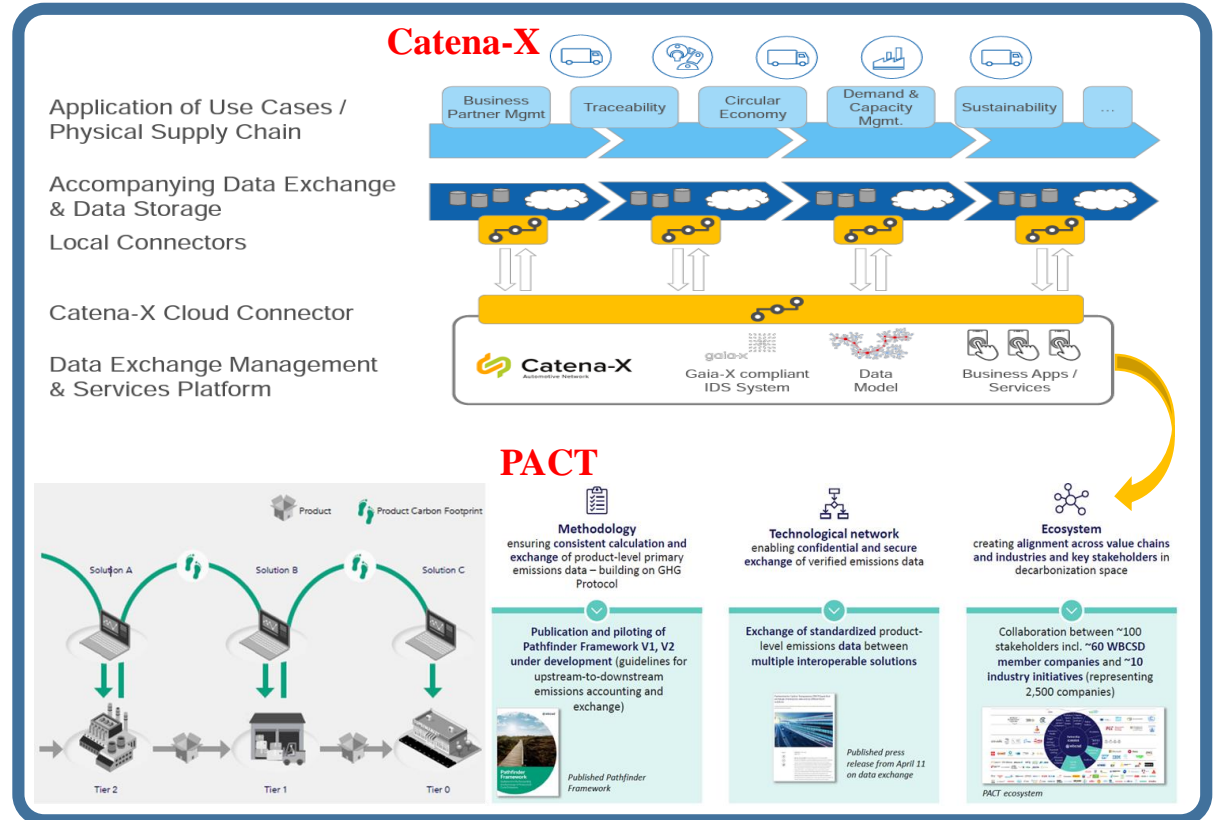 Catena-X
Application of Use Cases /
Physical Supply Chain
Business
Partner Mgmt
Traceability
Circular
Economy
Demand &
Capacity
Mgmt.
Sustainability
...
Accompanying Data Exchange
& Data Storage
Local Connectors
Catena-X Cloud Connector
Data Exchange Management
& Services Platform
Catena-X
Automotive Network
gaia-x
Gaia-X compliant
IDS System
Data
Model
Business Apps /
Services
PACT
Product
Product Carbon Footprint
Solution A
Solution B
Solution C
Tier 2
Tier 1
Tier 0
Methodology
ensuring consistent calculation and
exchange of product-level primary
emissions data – building on GHG
Protocol
Publication and piloting of
Pathfinder Framework V1, V2
under development (guidelines for
upstream-to-downstream
emissions accounting and
exchange)
Pathfinder
Framework
Published Pathfinder
Framework
Technological network
enabling confidential and secure
exchange of verified emissions data
Exchange of standardized product-
level emissions data between
multiple interoperable solutions
Published press
release from April 11
on data exchange
Ecosystem
creating alignment across value chains
and industries and key stakeholders in
decarbonization space
Collaboration between ~100
stakeholders incl. ~60 WBCSD
member companies and ~10
industry initiatives (representing
2,500 companies)
PACT ecosystem